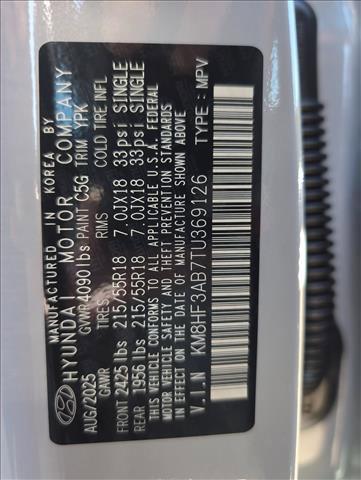 MANUFACTURED IN KOREA BY
HYUNDAI MOTOR COMPANY
AUG/2025 GVWR 4090 lbs PAINT C5G TRIM YPK
GAWR TIRES RIMS COLD TIRE INFL
FRONT 2425 lbs 215/55R18 7.0JX18 33psi SINGLE
REAR 1956 lbs 215/55R18 7.0JX18 33psi SINGLE
THIS VEHICLE CONFORMS TO ALL APPLICABLE U.S.A. FEDERAL
MOTOR VEHICLE SAFETY AND THEFT PREVENTION STANDARDS
IN EFFECT ON THE DATE OF MANUFACTURE SHOWN ABOVE.
V.I.N KM8HF3AB7TU369126 TYPE : MPV